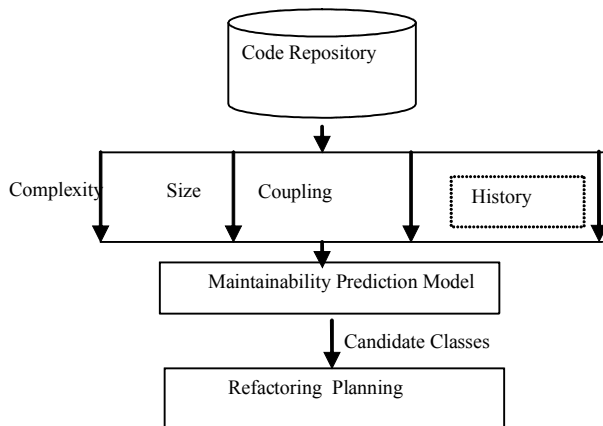 Code Repository
Complexity Size Coupling History
Maintainability Prediction Model
Candidate Classes
Refactoring Planning